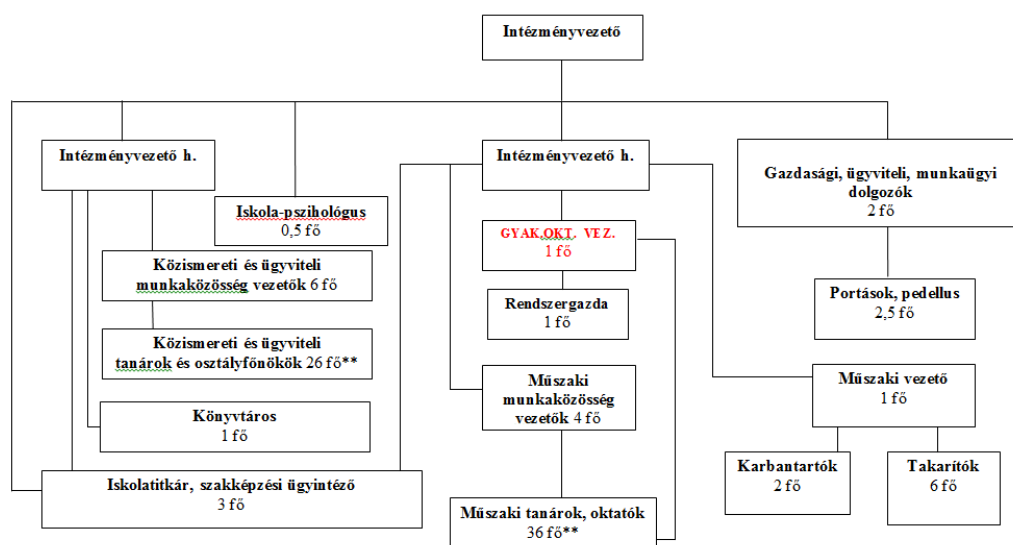 Intézményvezető
Intézményvezető h.
Intézményvezető h.
Gazdasági, ügyviteli, munkaügyi
dolgozók
2 fő
Iskola-pszihológus
0,5 fő
GYAK.OKT. VEZ.
1 fő
Közismereti és ügyviteli
munkaközösség vezetők 6 fő
Rendszergazda
1 fő
Portások, pedellus
2,5 fő
Közismereti és ügyviteli
tanárok és osztályfőnökök 26 fő**
Műszaki
munkaközösség
vezetők 4 fő
Műszaki vezető
1 fő
Könyvtáros
1 fő
Karbantartók
2 fő
Takarítók
6 fő
Iskolatitkár, szakképzési ügyintéző
3 fő
Műszaki tanárok, oktatók
36 fő**